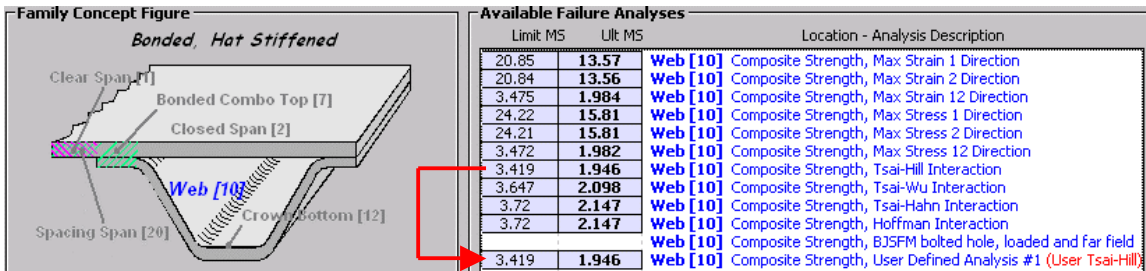 Family Concept Figure
Bonded, Hat Stiffened
Clear Span [1]
Bonded Combo Top [7]
Closed Span [2]
Web [10]
Crown Bottom [12]
Spacing Span [20]
Available Failure Analyses
Limit MS Ult MS Location - Analysis Description
20.85 13.57 Web [10] Composite Strength, Max Strain 1 Direction
20.84 13.56 Web [10] Composite Strength, Max Strain 2 Direction
3.475 1.984 Web [10] Composite Strength, Max Strain 12 Direction
24.22 15.81 Web [10] Composite Strength, Max Stress 1 Direction
24.21 15.81 Web [10] Composite Strength, Max Stress 2 Direction
3.472 1.982 Web [10] Composite Strength, Max Stress 12 Direction
3.419 1.946 Web [10] Composite Strength, Tsai-Hill Interaction
3.647 2.098 Web [10] Composite Strength, Tsai-Wu Interaction
3.72 2.147 Web [10] Composite Strength, Tsai-Hahn Interaction
3.72 2.147 Web [10] Composite Strength, Hoffman Interaction
Web [10] Composite Strength, BJSFM bolted hole, loaded and far field
3.419 1.946 Web [10] Composite Strength, User Defined Analysis #1 (User Tsai-Hill)